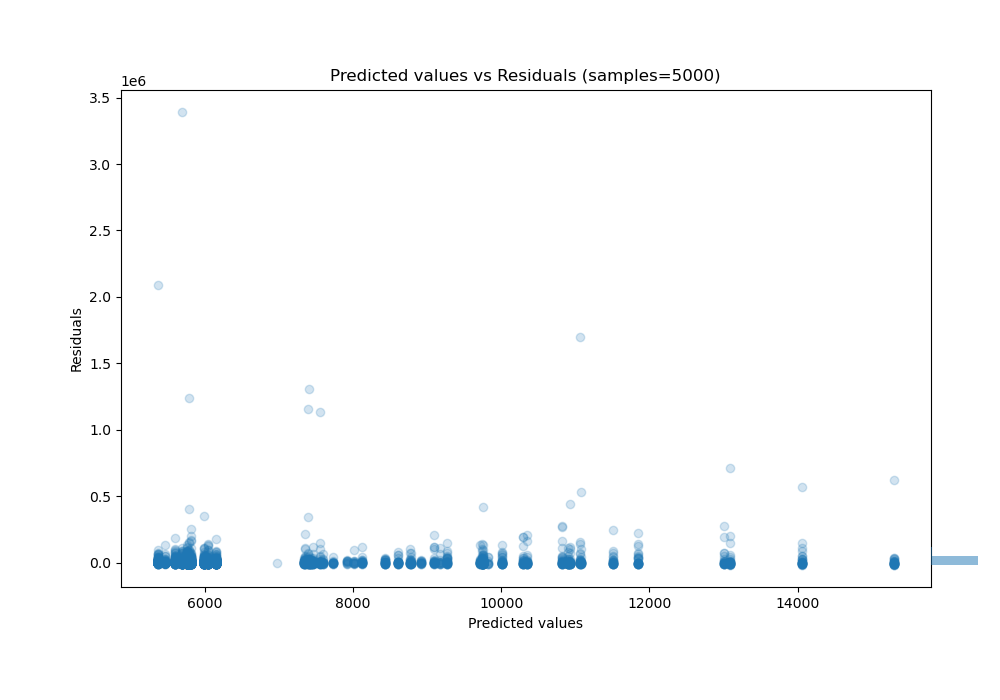 Predicted values vs Residuals (samples=5000)
1e6
3.5
3.0
2.5
2.0
1.5
1.0
0.5
0.0
Residuals
6000 8000 10000 12000 14000
Predicted values